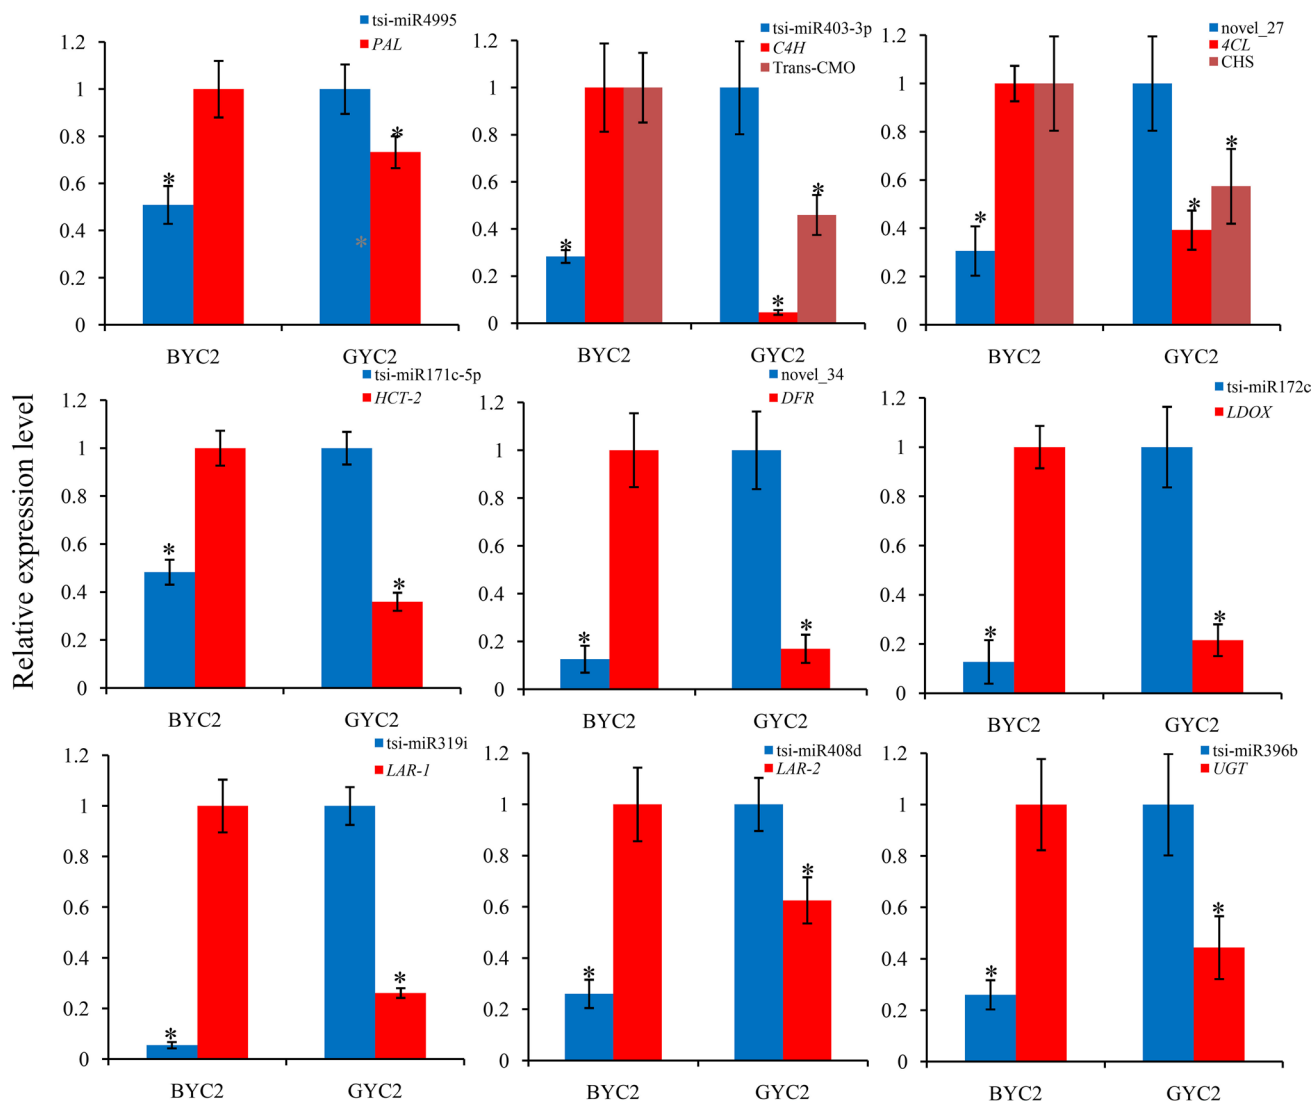 Relative expression level
tsi-miR4995
PAL
1.2
1
0.8
0.6
0.4
0.2
0
*
*
*
BYC2
GYC2
tsi-miR403-3p
C4H
Trans-CMO
1.2
1
0.8
0.6
0.4
0.2
0
*
*
*
BYC2
GYC2
novel_27
4CL
CHS
1.2
1
0.8
0.6
0.4
0.2
0
*
*
*
BYC2
GYC2
tsi-miR171c-5p
HCT-2
1.2
1
0.8
0.6
0.4
0.2
0
*
*
BYC2
GYC2
novel_34
DFR
1.2
1
0.8
0.6
0.4
0.2
0
*
*
BYC2
GYC2
tsi-miR172c
LDOX
1.2
1
0.8
0.6
0.4
0.2
0
*
*
BYC2
GYC2
tsi-miR319i
LAR-1
1.2
1
0.8
0.6
0.4
0.2
0
*
*
BYC2
GYC2
tsi-miR408d
LAR-2
1.2
1
0.8
0.6
0.4
0.2
0
*
*
BYC2
GYC2
tsi-miR396b
UGT
1.2
1
0.8
0.6
0.4
0.2
0
*
*
BYC2
GYC2